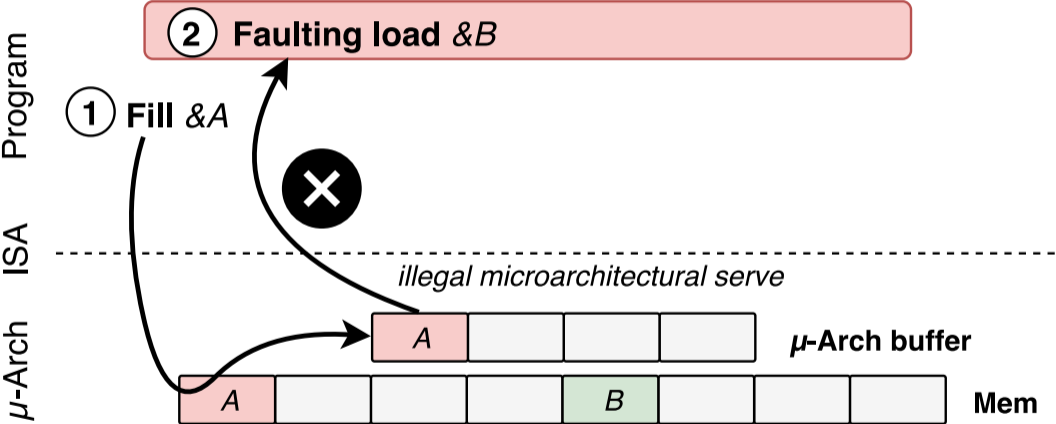 Program
ISA
μ-Arch
2 Faulting load &B
1 Fill &A
illegal microarchitectural serve
A
μ-Arch buffer
A
B
Mem